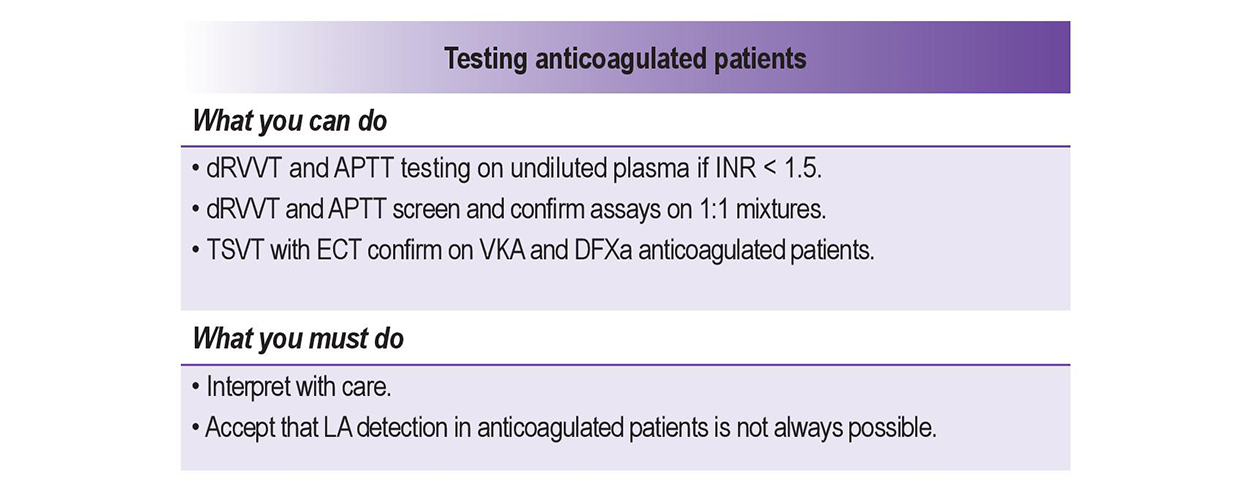 Testing anticoagulated patients
What you can do
• dRVVT and APTT testing on undiluted plasma if INR < 1.5.
• dRVVT and APTT screen and confirm assays on 1:1 mixtures.
• TSVT with ECT confirm on VKA and DFXa anticoagulated patients.
What you must do
• Interpret with care.
• Accept that LA detection in anticoagulated patients is not always possible.